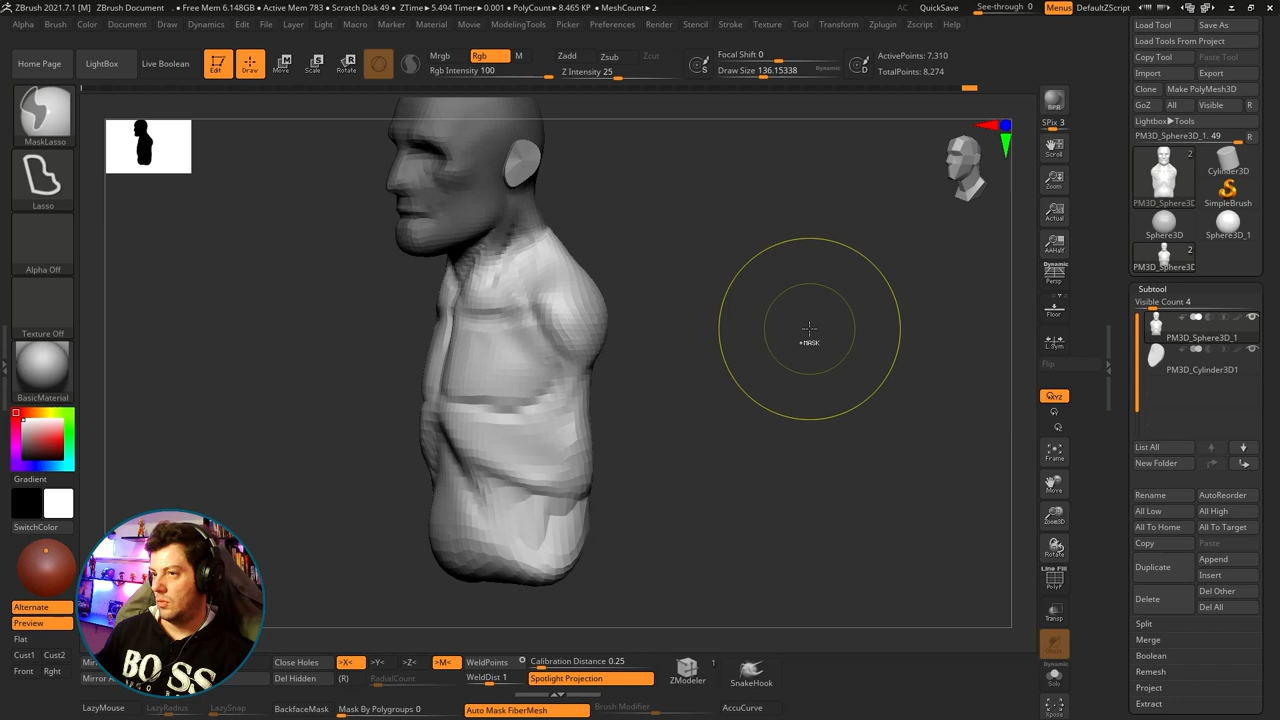 ZBrush 2021.7.1 [M]
ZBrush Document
• Free Mem 6.148GB • Active Mem 783 • Scratch Disk 49 • ZTime►5.494 Timer►0.001 • PolyCount►8.465 KP • MeshCount►2
AC
QuickSave
See-through 0
Menus
DefaultZScript
Alpha
Brush
Color
Document
Draw
Dynamics
Edit
File
Layer
Light
Macro
Marker
Material
Movie
ModelingTools
Picker
Preferences
Render
Stencil
Stroke
Texture
Tool
Transform
Zplugin
Zscript
Help
Home Page
LightBox
Live Boolean
Edit
Draw
Move
Scale
Rotate
Mrgb
Rgb
M
Rgb Intensity 100
Zadd
Zsub
Zcut
Z Intensity 25
S
Focal Shift 0
Draw Size 136.15338
Dynamic
D
ActivePoints: 7,310
TotalPoints: 8,274
MaskLasso
Lasso
Alpha Off
Texture Off
BasicMaterial
Gradient
SwitchColor
Alternate
Preview
Flat
Cust1
Cust2
Front
Rght
+MASK
BOSS
BPR
SPix 3
Scroll
Zoom
Actual
AAHalf
Dynamic
Persp
Floor
L.Sym
XYZ
Frame
Move
Zoom3D
Rotate
Line Fill
PolyF
Transp
Dynamic
Solo
Xpose
Flip
Load Tool
Save As
Load Tools From Project
Copy Tool
Paste Tool
Import
Export
Clone
Make PolyMesh3D
GoZ
All
Visible
R
Lightbox►Tools
PM3D_Sphere3D_1. 49
R
2
PM3D_Sphere3D
Cylinder3D
SimpleBrush
Sphere3D
Sphere3D_1
2
PM3D_Sphere3D
Subtool
Visible Count 4
PM3D_Sphere3D_1
PM3D_Cylinder3D1
List All
New Folder
Rename
AutoReorder
All Low
All High
All To Home
All To Target
Copy
Paste
Duplicate
Append
Insert
Delete
Del Other
Del All
Split
Merge
Boolean
Remesh
Project
Extract
Close Holes
Del Hidden
>X<
>Y<
>Z<
>M<
(R)
RadialCount
WeldPoints
WeldDist 1
Calibration Distance 0.25
Spotlight Projection
ZModeler
1
SnakeHook
LazyMouse
LazyRadius
LazySnap
BackfaceMask
Mask By Polygroups 0
Auto Mask FiberMesh
Brush Modifier
AccuCurve